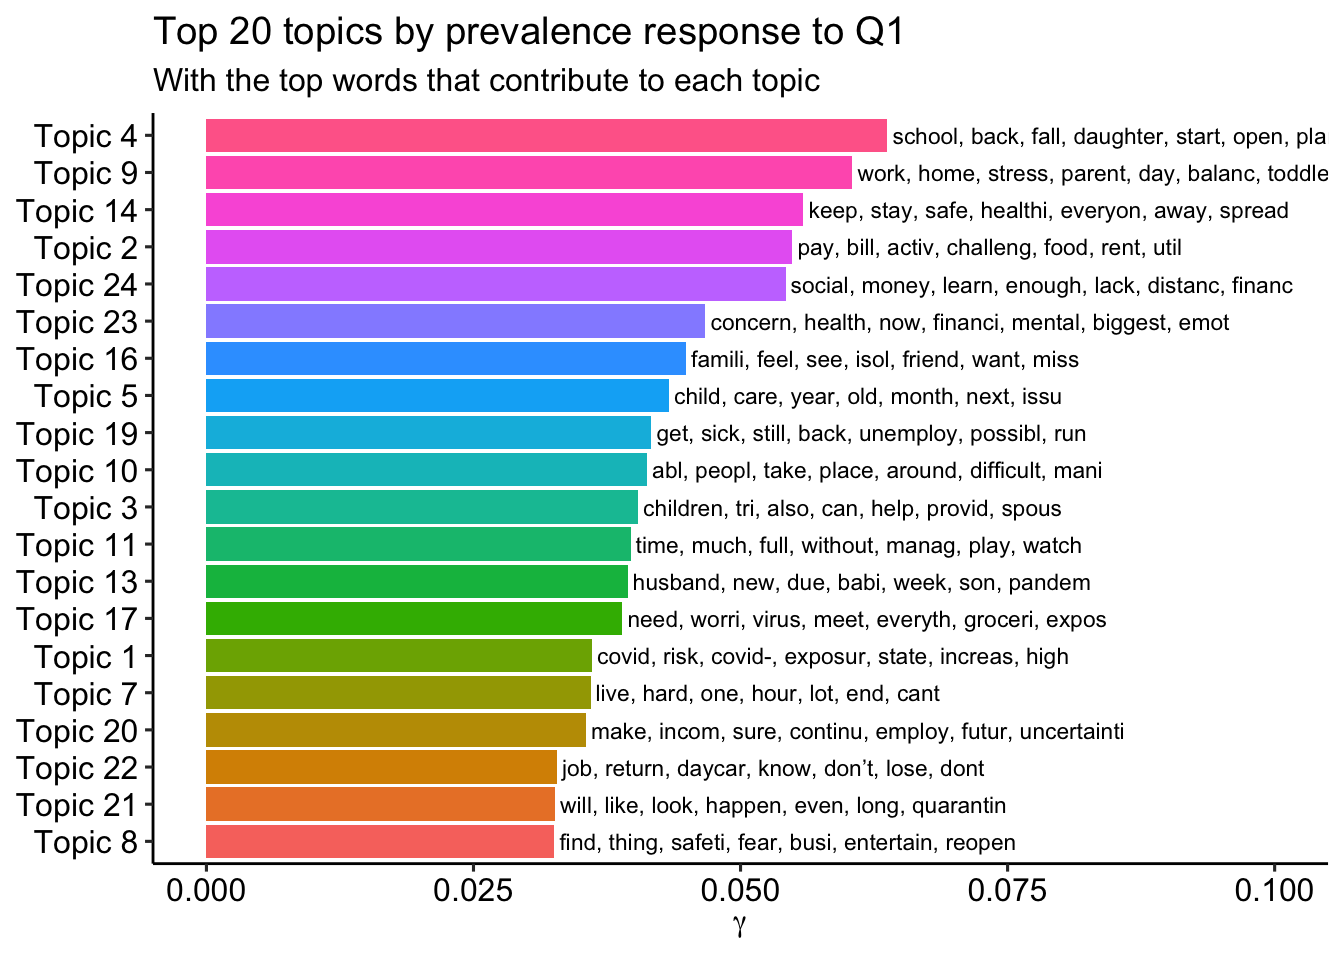 Top 20 topics by prevalence response to Q1
With the top words that contribute to each topic
Topic 4 school, back, fall, daughter, start, open, pla
Topic 9 work, home, stress, parent, day, balanc, toddle
Topic 14 keep, stay, safe, healthi, everyon, away, spread
Topic 2 pay, bill, activ, challeng, food, rent, util
Topic 24 social, money, learn, enough, lack, distanc, financ
Topic 23 concern, health, now, financi, mental, biggest, emot
Topic 16 famili, feel, see, isol, friend, want, miss
Topic 5 child, care, year, old, month, next, issu
Topic 19 get, sick, still, back, unemploy, possibl, run
Topic 10 abl, peopl, take, place, around, difficult, mani
Topic 3 children, tri, also, can, help, provid, spous
Topic 11 time, much, full, without, manag, play, watch
Topic 13 husband, new, due, babi, week, son, pandem
Topic 17 need, worri, virus, meet, everyth, groceri, expos
Topic 1 covid, risk, covid-, exposur, state, increas, high
Topic 7 live, hard, one, hour, lot, end, cant
Topic 20 make, incom, sure, continu, employ, futur, uncertainti
Topic 22 job, return, daycar, know, don’t, lose, dont
Topic 21 will, like, look, happen, even, long, quarantin
Topic 8 find, thing, safeti, fear, busi, entertain, reopen
0.000 0.025 0.050 0.075 0.100
γ